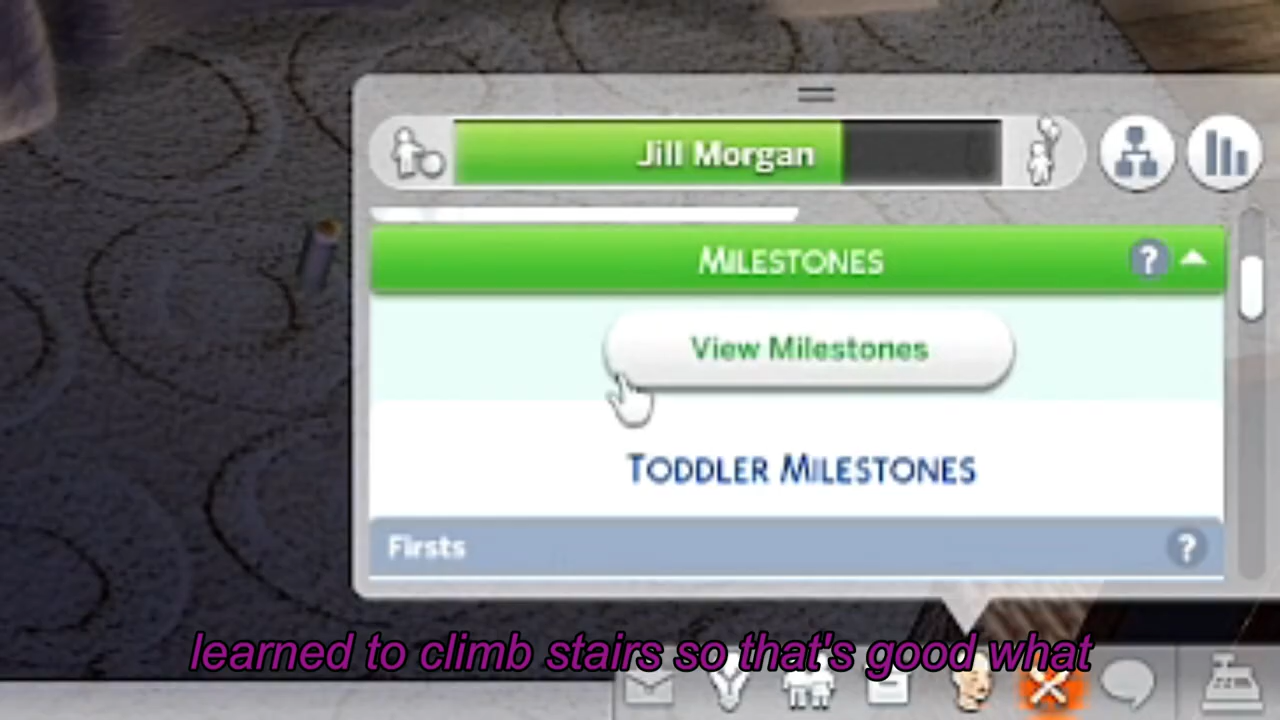 Jill Morgan
MILESTONES
?
View Milestones
TODDLER MILESTONES
Firsts
?
learned to climb stairs so that's good what